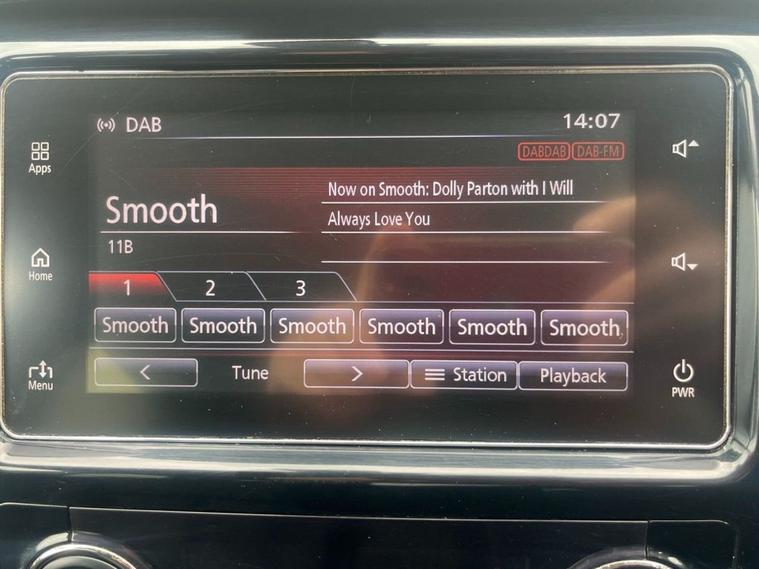 DAB
14:07
DABDAB DAB-FM
Apps
Smooth
Now on Smooth: Dolly Parton with I Will
Always Love You
11B
Home
1 2 3
Smooth Smooth Smooth Smooth Smooth Smooth
< Tune > Station Playback
Menu
PWR